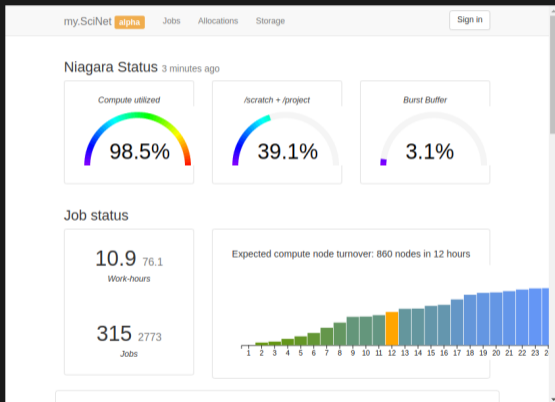 my.SciNet alpha Jobs Allocations Storage Sign in
Niagara Status 3 minutes ago
Compute utilized /scratch + /project Burst Buffer
98.5% 39.1% 3.1%
Job status
10.9 76.1
Work-hours
315 2773
Jobs
Expected compute node turnover: 860 nodes in 12 hours
1 2 3 4 5 6 7 8 9 10 11 12 13 14 15 16 17 18 19 20 21 22 23